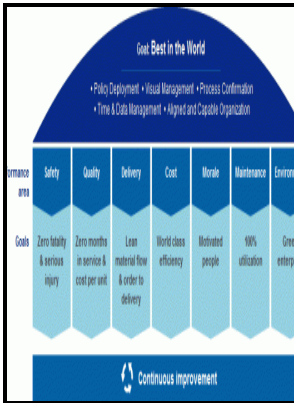 Goal: Best in the World
• Policy Deployment • Visual Management • Process Confirmation
• Time & Data Management • Aligned and Capable Organization
ormance
area
Safety
Quality
Delivery
Cost
Morale
Maintenance
Environ
Goals
Zero fatality
& serious
injury
Zero months
in service &
cost per unit
Lean
material flow
& order to
delivery
World class
efficiency
Motivated
people
100%
utilization
Gree
enterp
Continuous improvement